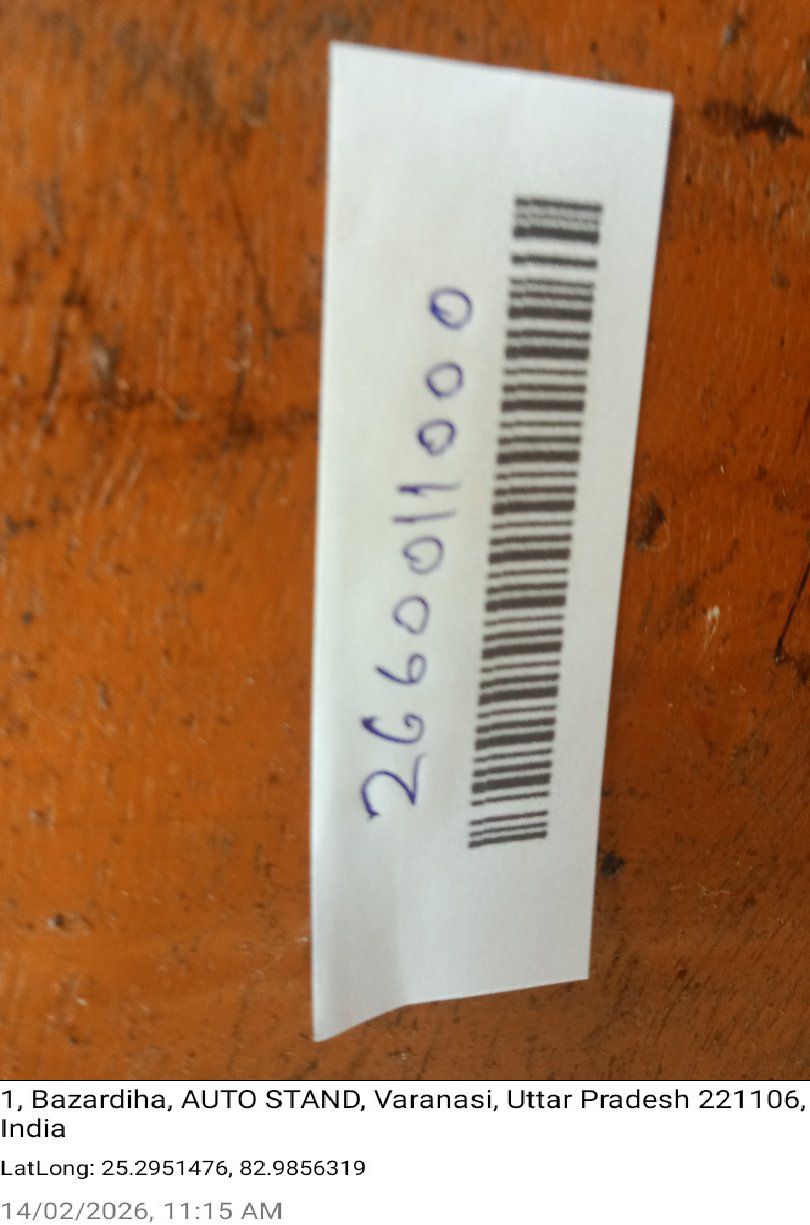 2660011000
1, Bazardiha, AUTO STAND, Varanasi, Uttar Pradesh 221106,
India
LatLong: 25.2951476, 82.9856319
14/02/2026, 11:15 AM